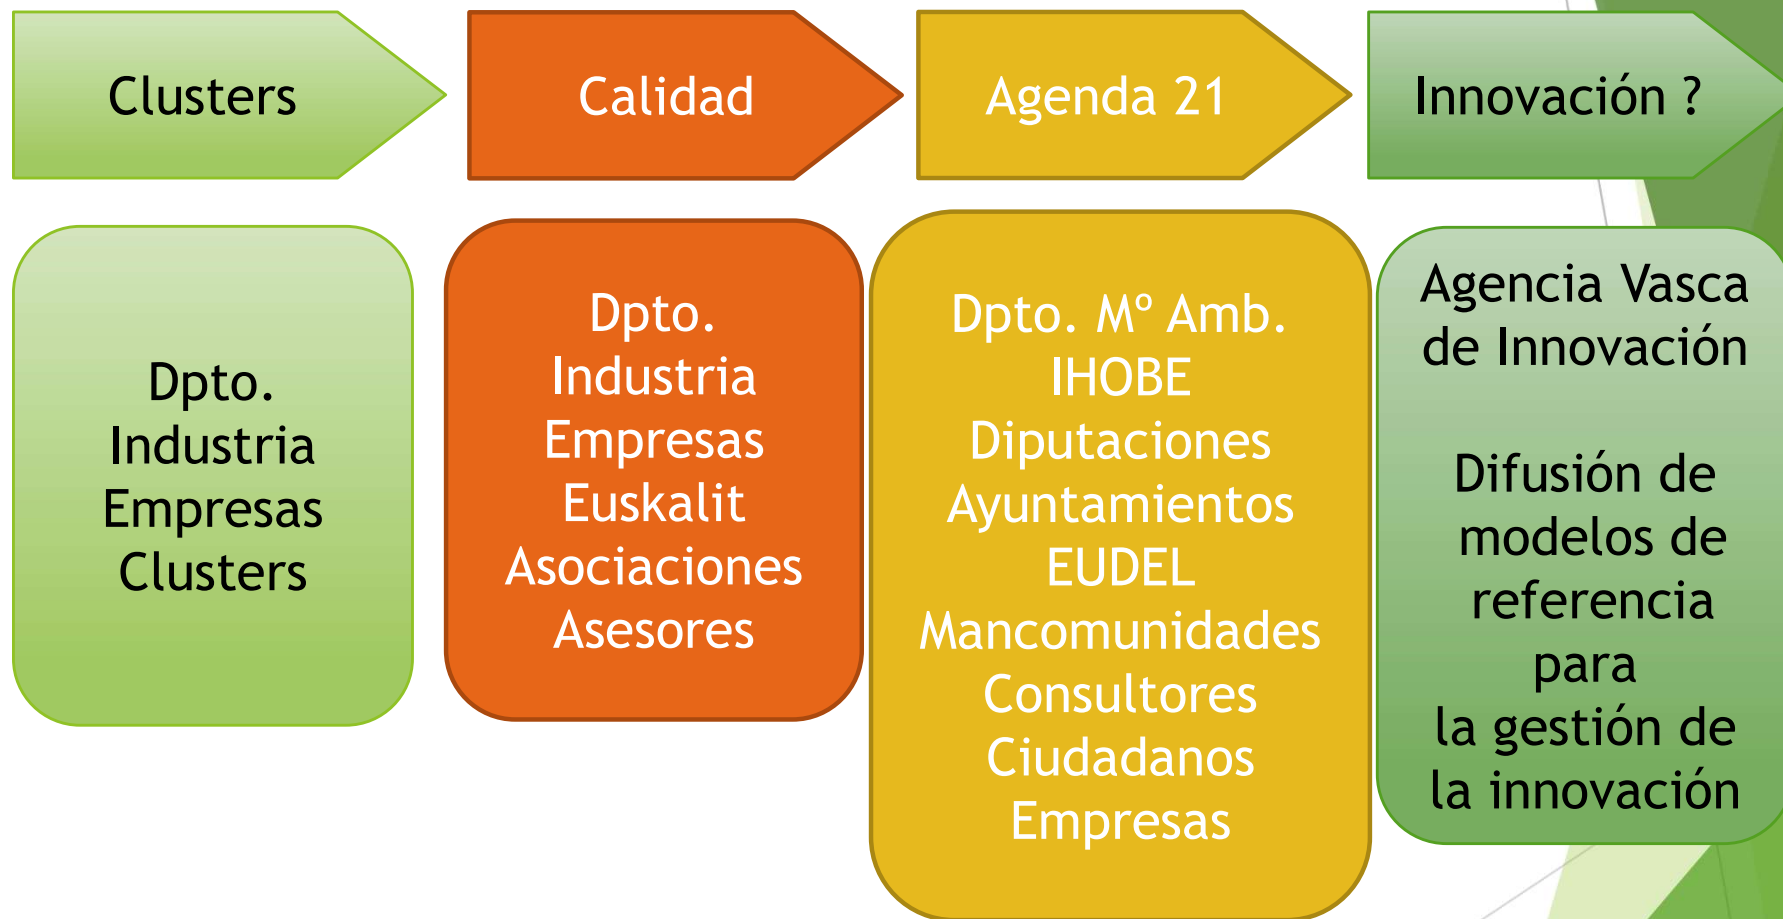 Clusters
Calidad
Agenda 21
Innovación ?
Dpto.
Industria
Empresas
Clusters
Dpto.
Industria
Empresas
Euskalit
Asociaciones
Asesores
Dpto. Mº Amb.
IHOBE
Diputaciones
Ayuntamientos
EUDEL
Mancomunidades
Consultores
Ciudadanos
Empresas
Agencia Vasca
de Innovación
Difusión de
modelos de
referencia
para
la gestión de
la innovación